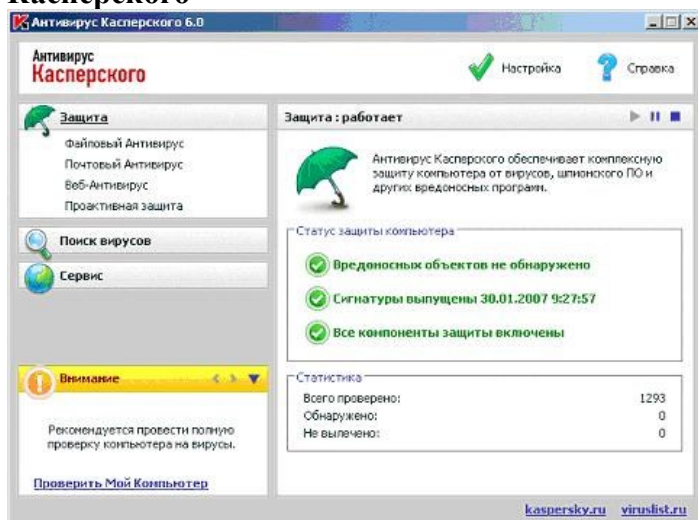 Касперского
Антивирус Касперского 6.0
Антивирус
Касперского
Настройка
Справка
Защита
Файловый Антивирус
Почтовый Антивирус
Веб-Антивирус
Проактивная защита
Поиск вирусов
Сервис
Внимание
Рекомендуется провести полную
проверку компьютера на вирусы.
Проверить Мой Компьютер
Защита : работает
Антивирус Касперского обеспечивает комплексную
защиту компьютера от вирусов, шпионского ПО и
других вредоносных программ.
Статус защиты компьютера
Вредоносных объектов не обнаружено
Сигнатуры выпущены 30.01.2007 9:27:57
Все компоненты защиты включены
Статистика
Всего проверено: 1293
Обнаружено: 0
Не вылечено: 0
kaspersky.ru viruslist.ru